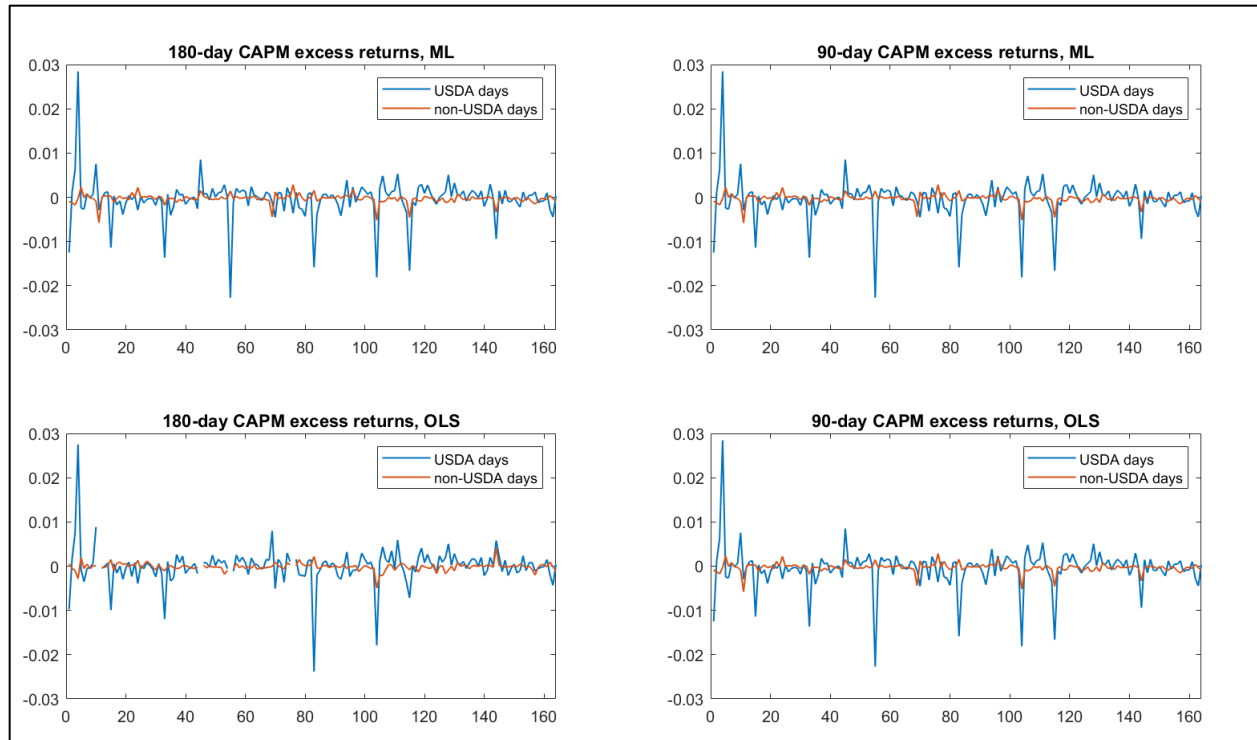 180-day CAPM excess returns, ML
0.03
0.02
0.01
0
-0.01
-0.02
-0.03
0 20 40 60 80 100 120 140 160
USDA days
non-USDA days
90-day CAPM excess returns, ML
0.03
0.02
0.01
0
-0.01
-0.02
-0.03
0 20 40 60 80 100 120 140 160
USDA days
non-USDA days
180-day CAPM excess returns, OLS
0.03
0.02
0.01
0
-0.01
-0.02
-0.03
0 20 40 60 80 100 120 140 160
USDA days
non-USDA days
90-day CAPM excess returns, OLS
0.03
0.02
0.01
0
-0.01
-0.02
-0.03
0 20 40 60 80 100 120 140 160
USDA days
non-USDA days